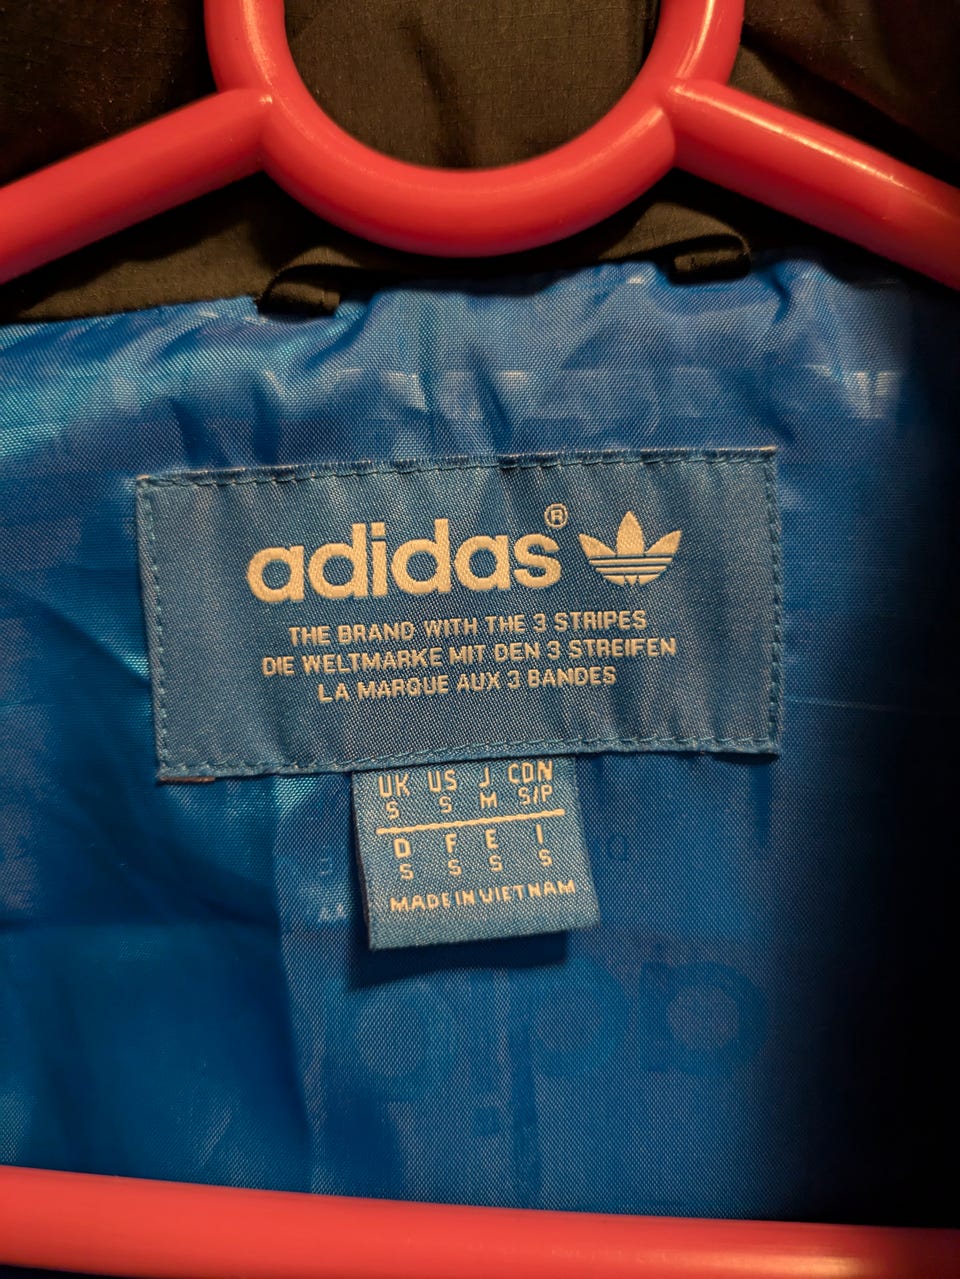 adidas®
THE BRAND WITH THE 3 STRIPES
DIE WELTMARKE MIT DEN 3 STREIFEN
LA MARQUE AUX 3 BANDES
UK US J CDN
S S M S/P
D F E I
S S S S
MADE IN VIETNAM